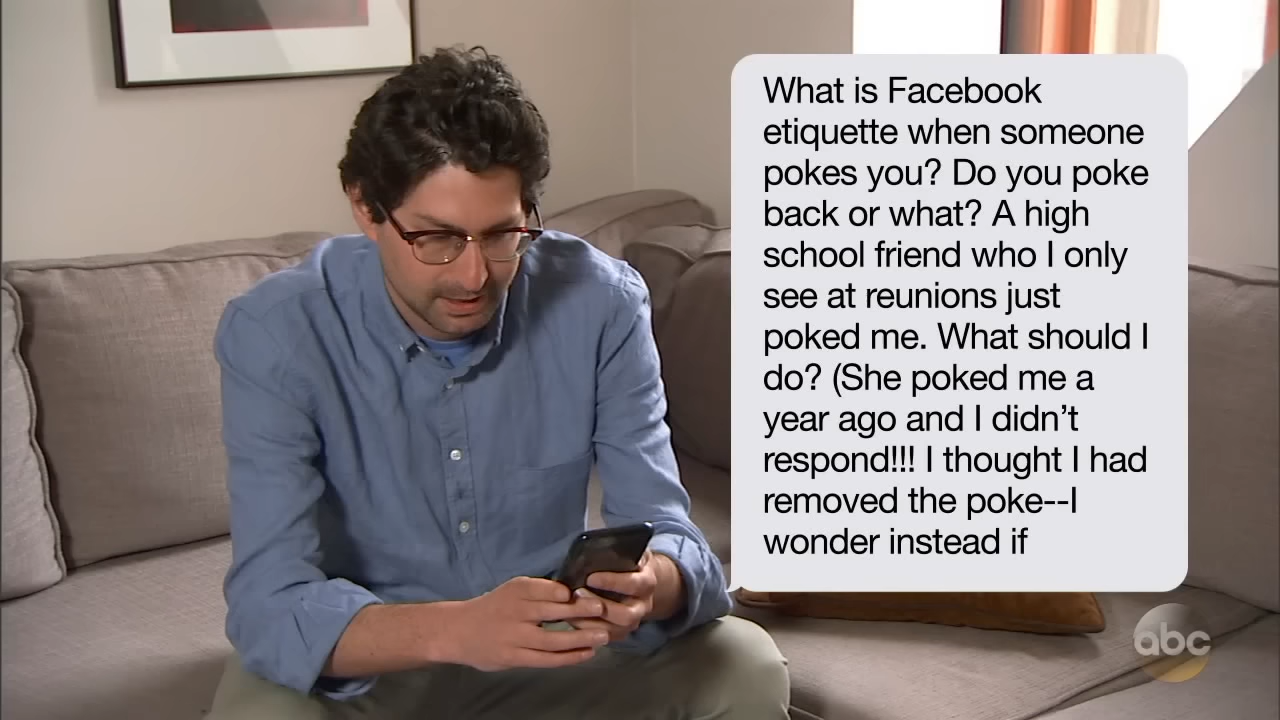 What is Facebook
etiquette when someone
pokes you? Do you poke
back or what? A high
school friend who I only
see at reunions just
poked me. What should I
do? (She poked me a
year ago and I didn’t
respond!!! I thought I had
removed the poke--I
wonder instead if
abc